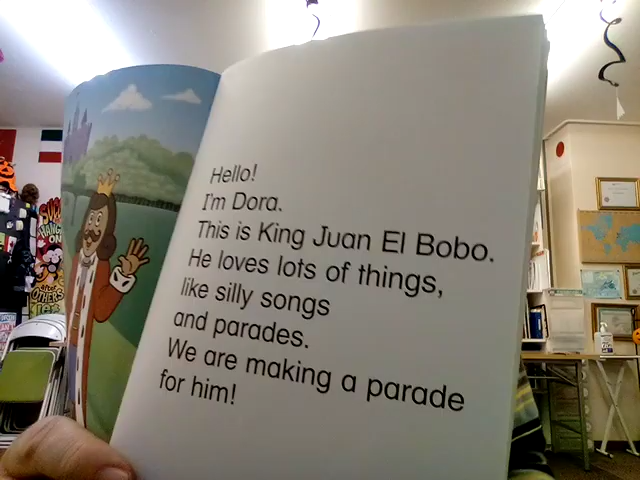 Hello!
I'm Dora.
This is King Juan El Bobo.
He loves lots of things,
like silly songs
and parades.
We are making a parade
for him!